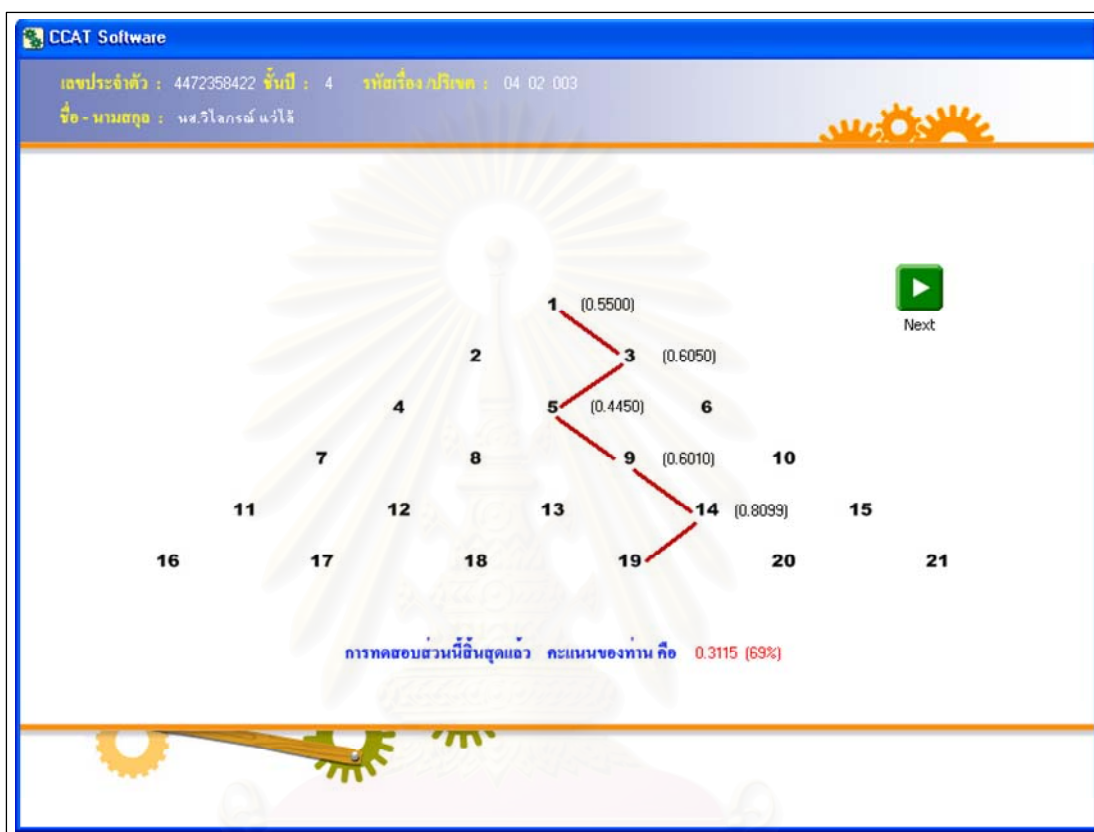 CCAT Software
เลขประจำตัว : 4472358422 ชั้นปี : 4 รหัสเรื่อง/ปริเขต : 04 02 003
ชื่อ - นามสกุล : นส.วิไลภรณ์ แว่ไธ้
1 (0.5500)
Next
2 3 (0.6050)
4 5 (0.4450) 6
7 8 9 (0.6010) 10
11 12 13 14 (0.8099) 15
16 17 18 19 20 21
การทดสอบส่วนนี้สิ้นสุดแล้ว คะแนนของท่าน คือ 0.3115 (69%)